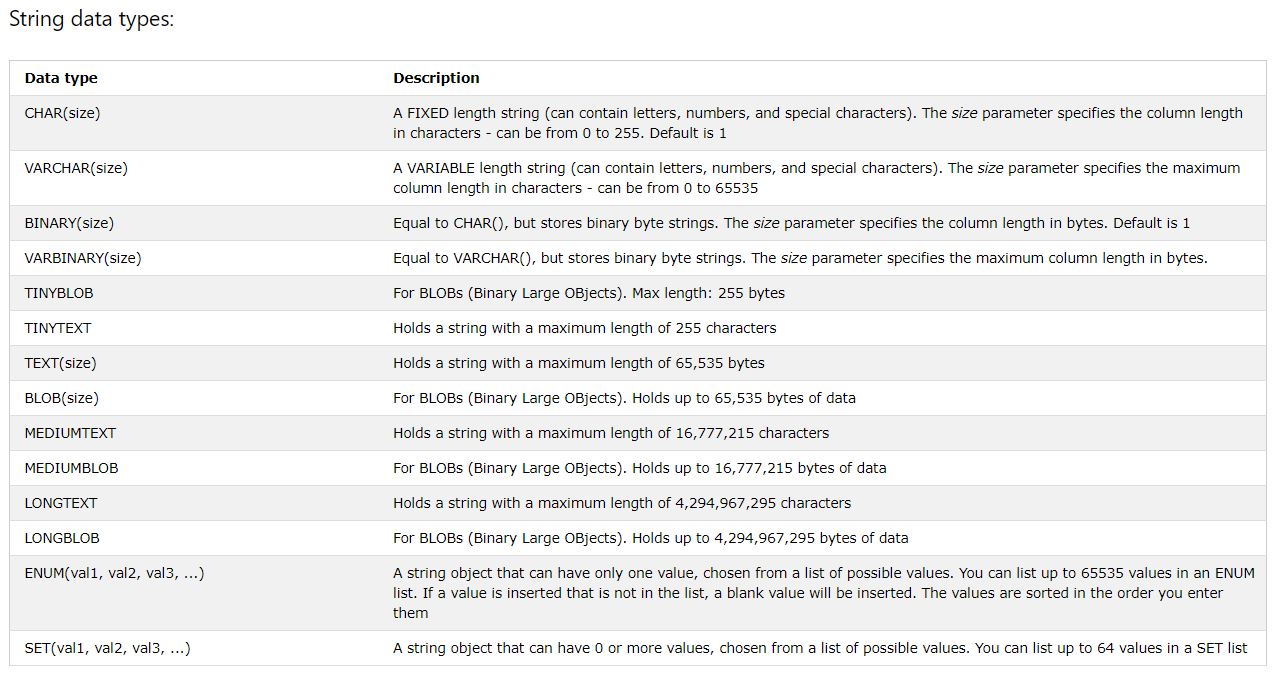 String data types:
Data type Description
CHAR(size) A FIXED length string (can contain letters, numbers, and special characters). The size parameter specifies the column length
in characters - can be from 0 to 255. Default is 1
VARCHAR(size) A VARIABLE length string (can contain letters, numbers, and special characters). The size parameter specifies the maximum
column length in characters - can be from 0 to 65535
BINARY(size) Equal to CHAR(), but stores binary byte strings. The size parameter specifies the column length in bytes. Default is 1
VARBINARY(size) Equal to VARCHAR(), but stores binary byte strings. The size parameter specifies the maximum column length in bytes.
TINYBLOB For BLOBs (Binary Large OBjects). Max length: 255 bytes
TINYTEXT Holds a string with a maximum length of 255 characters
TEXT(size) Holds a string with a maximum length of 65,535 bytes
BLOB(size) For BLOBs (Binary Large OBjects). Holds up to 65,535 bytes of data
MEDIUMTEXT Holds a string with a maximum length of 16,777,215 characters
MEDIUMBLOB For BLOBs (Binary Large OBjects). Holds up to 16,777,215 bytes of data
LONGTEXT Holds a string with a maximum length of 4,294,967,295 characters
LONGBLOB For BLOBs (Binary Large OBjects). Holds up to 4,294,967,295 bytes of data
ENUM(val1, val2, val3, ...) A string object that can have only one value, chosen from a list of possible values. You can list up to 65535 values in an ENUM
list. If a value is inserted that is not in the list, a blank value will be inserted. The values are sorted in the order you enter
them
SET(val1, val2, val3, ...) A string object that can have 0 or more values, chosen from a list of possible values. You can list up to 64 values in a SET list